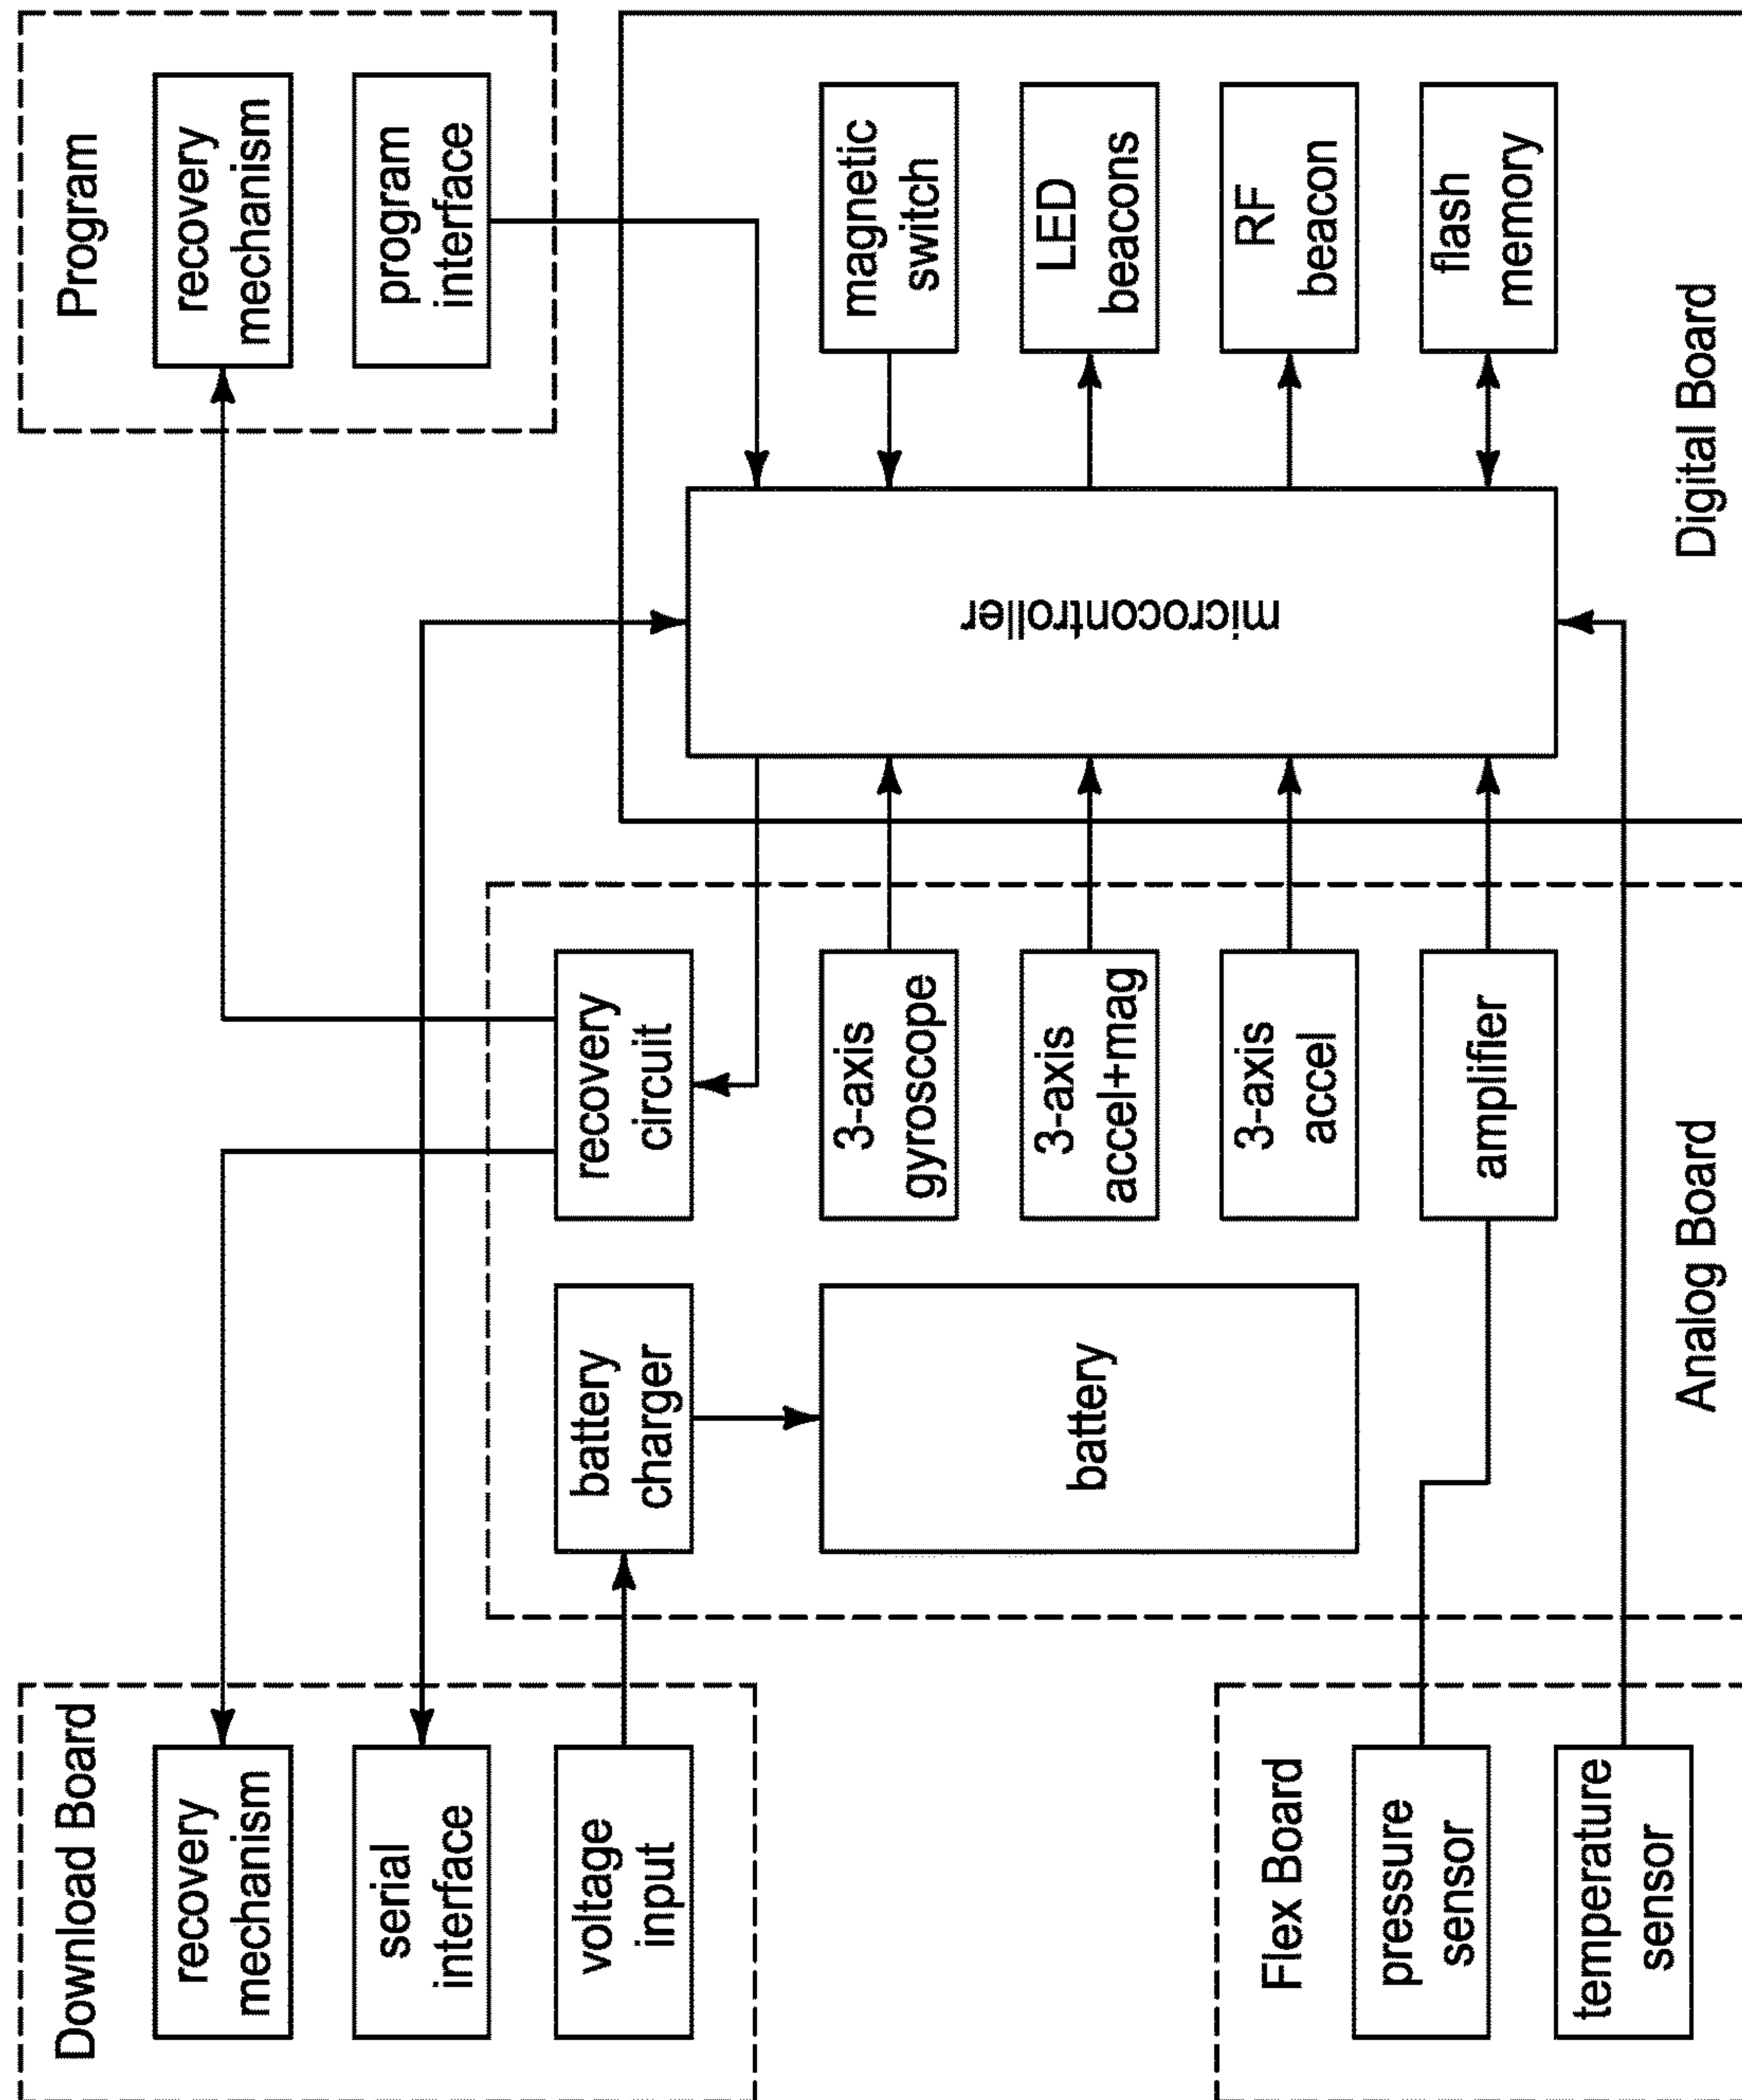 Download Board
recovery
mechanism
serial
interface
voltage
input
Flex Board
pressure
sensor
temperature
sensor
battery
charger
battery
recovery
circuit
3-axis
gyroscope
3-axis
accel+mag
3-axis
accel
amplifier
Analog Board
microcontroller
Program
recovery
mechanism
program
interface
magnetic
switch
LED
beacons
RF
beacon
flash
memory
Digital Board